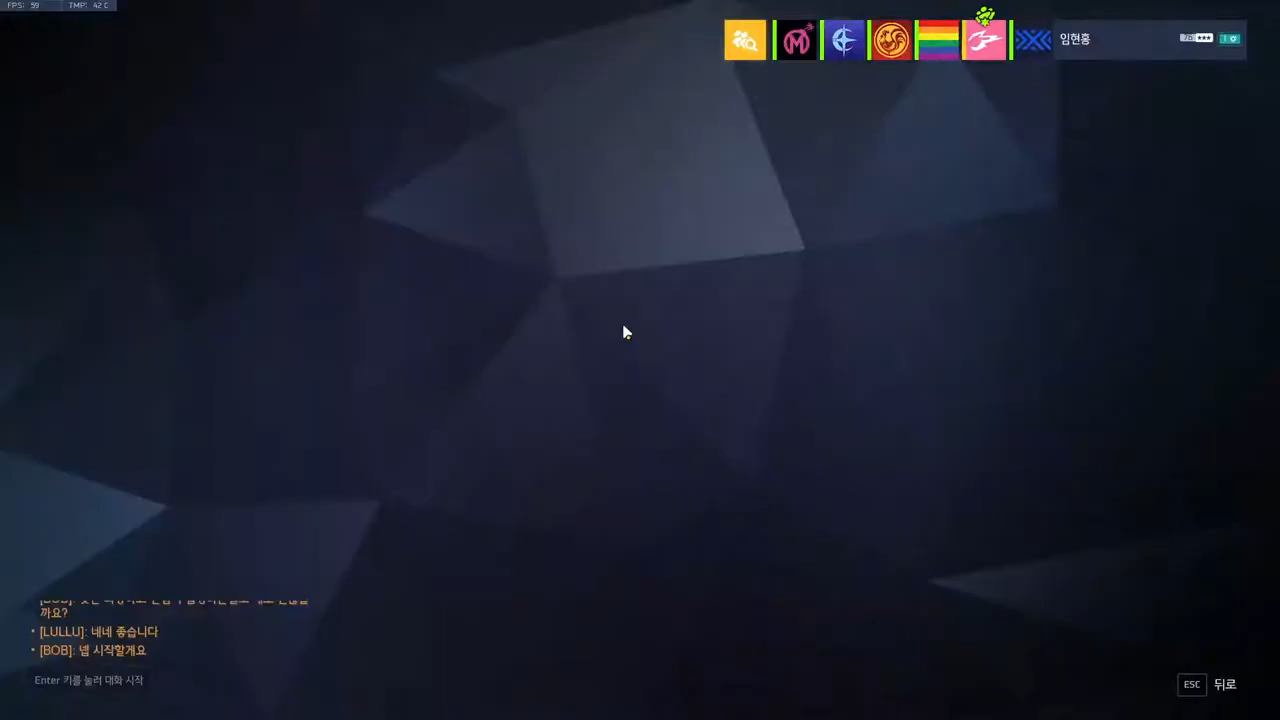 FPS: 59 TMP: 42 C
임현홍
75
까요?
[LULLU]: 네네 좋습니다
[BOB]: 넵 시작할게요
Enter 키를 눌러 대화 시작
ESC 뒤로